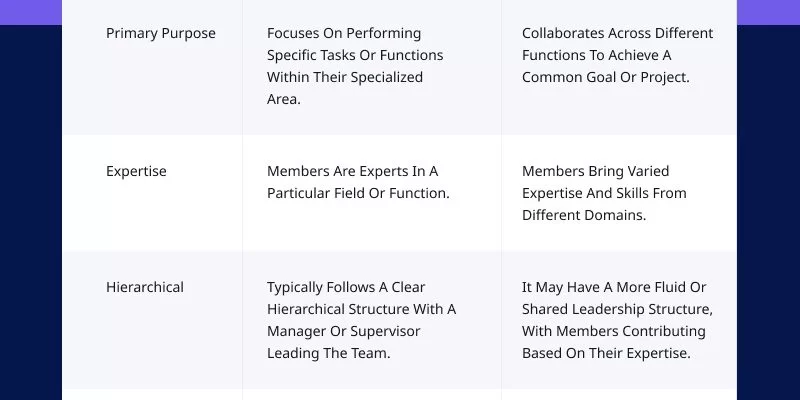 Primary Purpose
Focuses On Performing
Specific Tasks Or Functions
Within Their Specialized
Area.
Collaborates Across Different
Functions To Achieve A
Common Goal Or Project.
Expertise
Members Are Experts In A
Particular Field Or Function.
Members Bring Varied
Expertise And Skills From
Different Domains.
Hierarchical
Typically Follows A Clear
Hierarchical Structure With A
Manager Or Supervisor
Leading The Team.
It May Have A More Fluid Or
Shared Leadership Structure,
With Members Contributing
Based On Their Expertise.